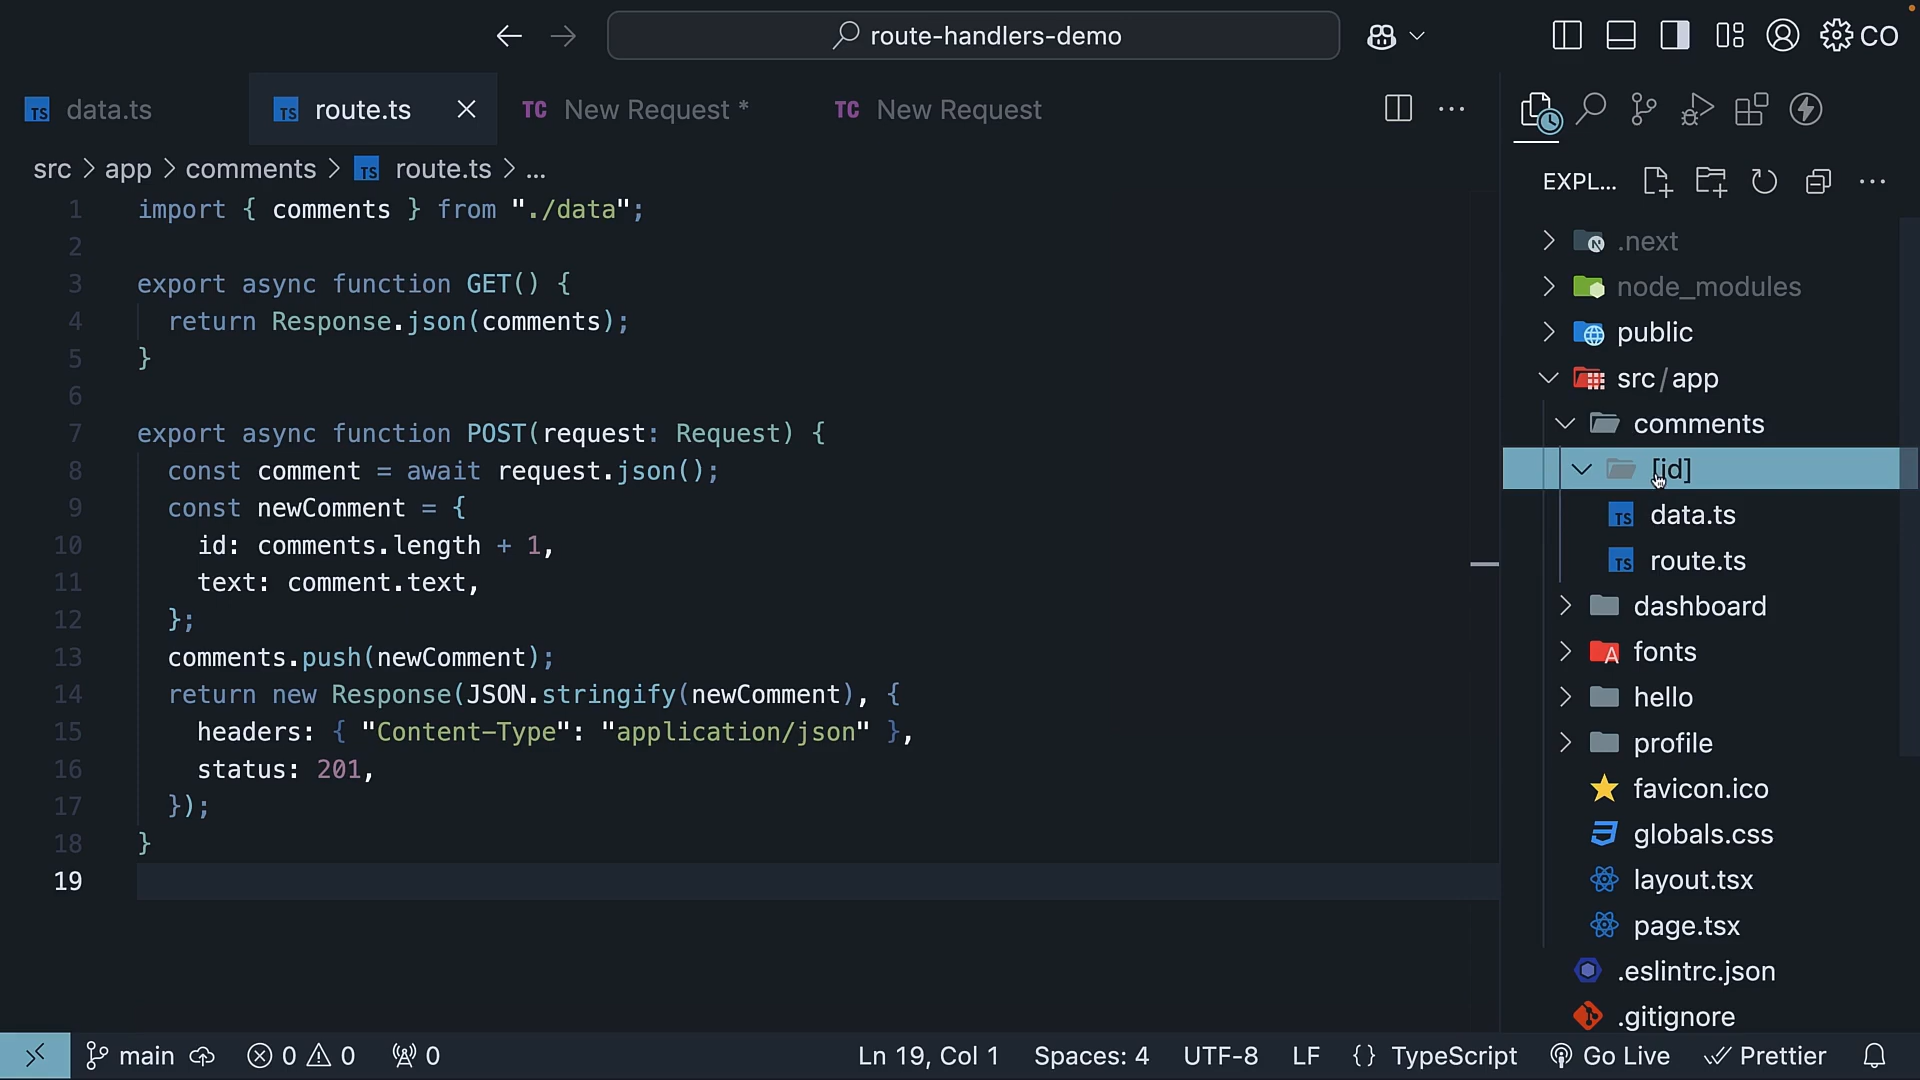 route-handlers-demo
CO
TS data.ts
TS route.ts
TC New Request *
TC New Request
src > app > comments > TS route.ts > ...
1 import { comments } from "./data";
2
3 export async function GET() {
4 return Response.json(comments);
5 }
6
7 export async function POST(request: Request) {
8 const comment = await request.json();
9 const newComment = {
10 id: comments.length + 1,
11 text: comment.text,
12 };
13 comments.push(newComment);
14 return new Response(JSON.stringify(newComment), {
15 headers: { "Content-Type": "application/json" },
16 status: 201,
17 });
18 }
19
EXPL...
.next
node_modules
public
src / app
comments
[id]
TS data.ts
TS route.ts
dashboard
fonts
hello
profile
favicon.ico
globals.css
layout.tsx
page.tsx
.eslintrc.json
.gitignore
main
0
0
0
Ln 19, Col 1
Spaces: 4
UTF-8
LF
{ } TypeScript
Go Live
Prettier